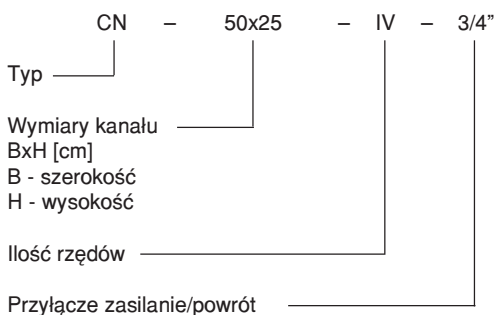 CN – 50x25 – IV – 3/4”
Typ
Wymiary kanału
BxH [cm]
B - szerokość
H - wysokość
Ilość rzędów
Przyłącze zasilanie/powrót